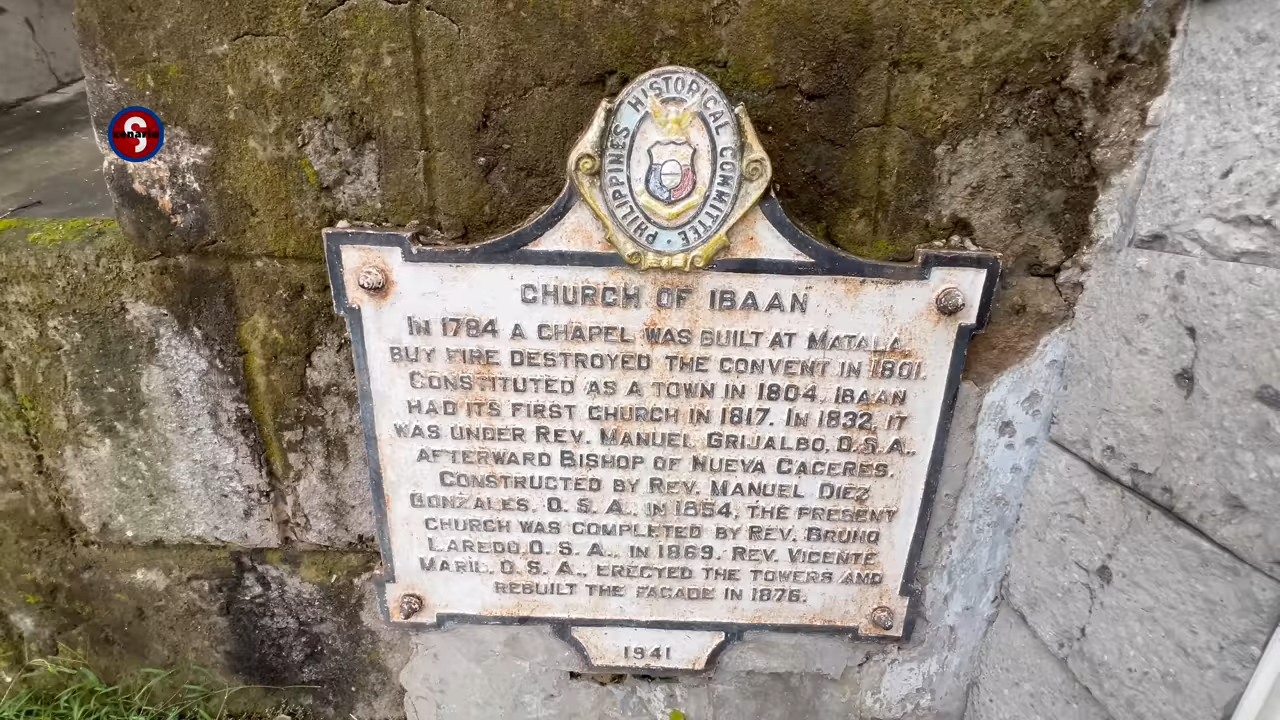 Senario
PHILIPPINES HISTORICAL COMMITTEE
CHURCH OF IBAAN
IN 1784 A CHAPEL WAS BUILT AT MATALA
BUY FIRE DESTROYED THE CONVENT IN 1801.
CONSTITUTED AS A TOWN IN 1804, IBAAN
HAD ITS FIRST CHURCH IN 1817. IN 1832, IT
WAS UNDER REV. MANUEL GRIJALBO, O.S.A.,
AFTERWARD BISHOP OF NUEVA CACERES.
CONSTRUCTED BY REV. MANUEL DIEZ
GONZALES, O. S. A., IN 1854, THE PRESENT
CHURCH WAS COMPLETED BY REV. BRUNO
LAREDO, O. S. A., IN 1869. REV. VICENTE
MARIL, O. S. A., ERECTED THE TOWERS AND
REBUILT THE FACADE IN 1876.
1941